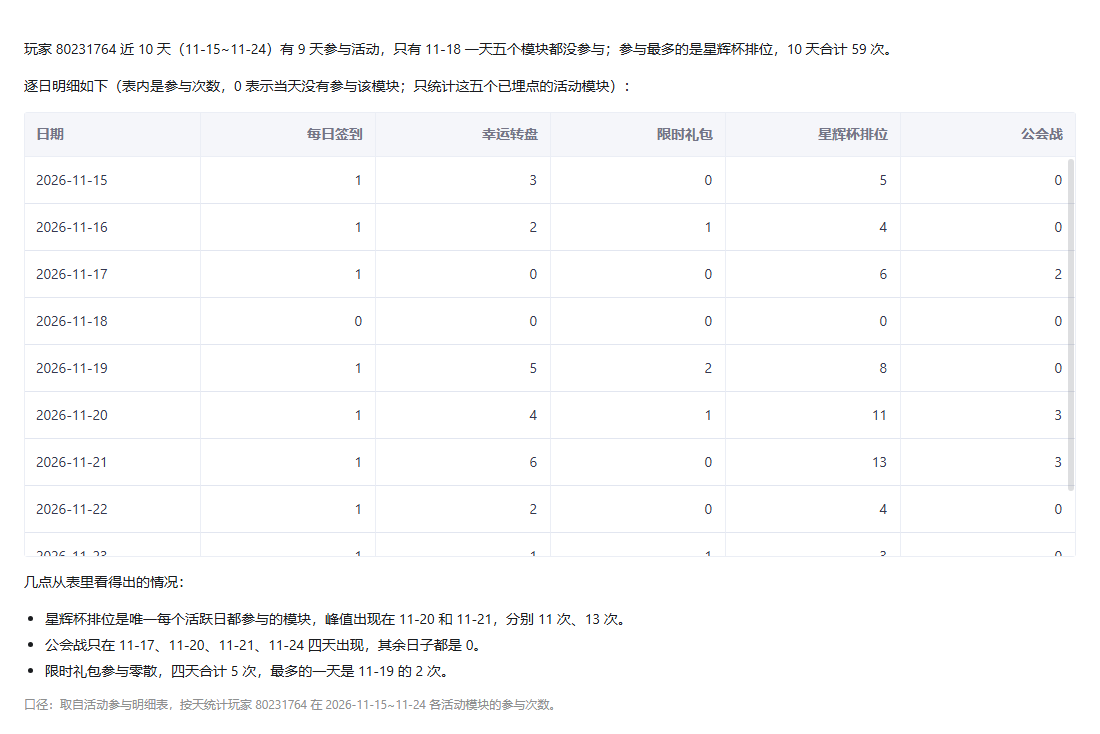 玩家 80231764 近 10 天（11-15~11-24）有 9 天参与活动，只有 11-18 一天五个模块都没参与；参与最多的是星辉杯排位，10 天合计 59 次。
逐日明细如下（表内是参与次数，0 表示当天没有参与该模块；只统计这五个已埋点的活动模块）：
日期 每日签到 幸运转盘 限时礼包 星辉杯排位 公会战
2026-11-15 1 3 0 5 0
2026-11-16 1 2 1 4 0
2026-11-17 1 0 0 6 2
2026-11-18 0 0 0 0 0
2026-11-19 1 5 2 8 0
2026-11-20 1 4 1 11 3
2026-11-21 1 6 0 13 3
2026-11-22 1 2 0 4 0
2026-11-23 1 1 1 3 0
几点从表里看得出的情况：
• 星辉杯排位是唯一每个活跃日都参与的模块，峰值出现在 11-20 和 11-21，分别 11 次、13 次。
• 公会战只在 11-17、11-20、11-21、11-24 四天出现，其余日子都是 0。
• 限时礼包参与零散，四天合计 5 次，最多的一天是 11-19 的 2 次。
口径：取自活动参与明细表，按天统计玩家 80231764 在 2026-11-15~11-24 各活动模块的参与次数。